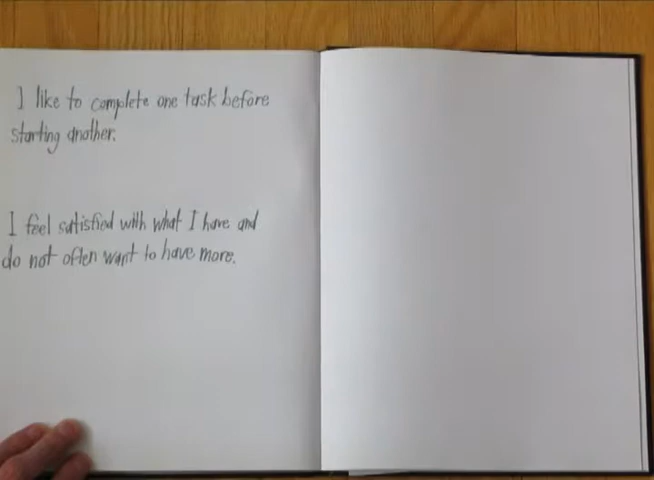 I like to complete one task before
starting another.
I feel satisfied with what I have and
do not often want to have more.